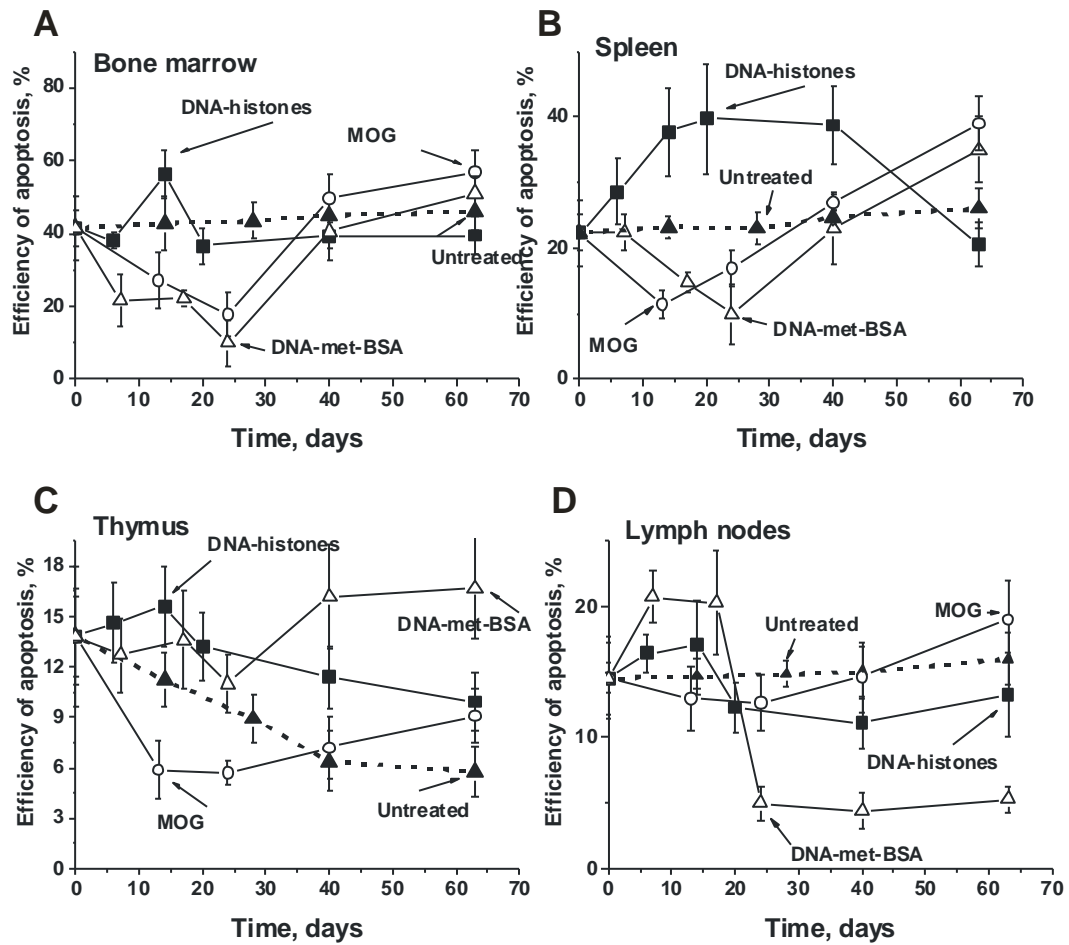 A
Bone marrow
Efficiency of apoptosis, %
80
60
40
20
0
DNA-histones
MOG
Untreated
DNA-met-BSA
0 10 20 30 40 50 60 70
Time, days
B
Spleen
Efficiency of apoptosis, %
40
20
0
DNA-histones
Untreated
MOG
DNA-met-BSA
0 10 20 30 40 50 60 70
Time, days
C
Thymus
Efficiency of apoptosis, %
18
15
12
9
6
3
0
DNA-histones
DNA-met-BSA
MOG
Untreated
0 10 20 30 40 50 60 70
Time, days
D
Lymph nodes
Efficiency of apoptosis, %
20
10
0
MOG
Untreated
DNA-histones
DNA-met-BSA
0 10 20 30 40 50 60 70
Time, days